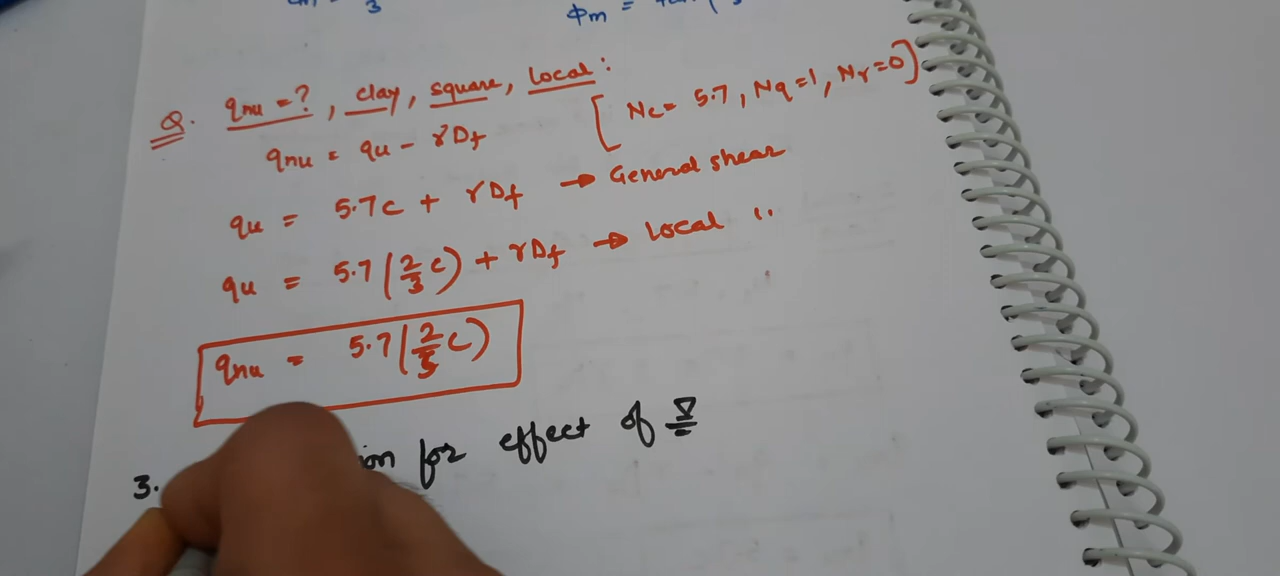 3
Φm =
Q. qnu = ?, clay, square, local :
[Nc = 5.7, Nq = 1, Nγ = 0]
qnu = qu - γDf
qu = 5.7c + γDf → General shear
qu = 5.7(2/3 c) + γDf → local "
qnu = 5.7(2/3 c)
3. for effect of